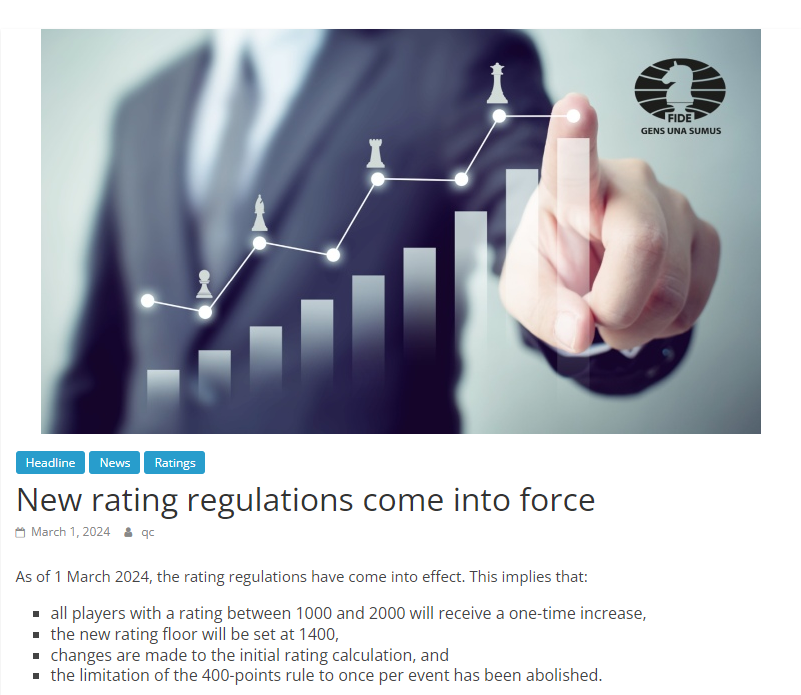 FIDE
GENS UNA SUMUS
Headline
News
Ratings
New rating regulations come into force
March 1, 2024 qc
As of 1 March 2024, the rating regulations have come into effect. This implies that:
all players with a rating between 1000 and 2000 will receive a one-time increase,
the new rating floor will be set at 1400,
changes are made to the initial rating calculation, and
the limitation of the 400-points rule to once per event has been abolished.